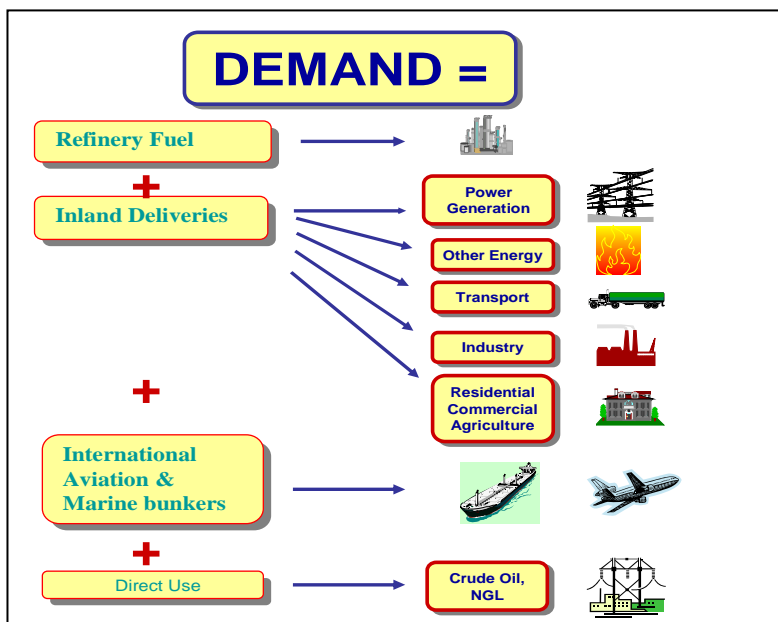 DEMAND =
Refinery Fuel
+
Inland Deliveries
Power
Generation
Other Energy
Transport
Industry
Residential
Commercial
Agriculture
+
International
Aviation &
Marine bunkers
+
Direct Use
Crude Oil,
NGL